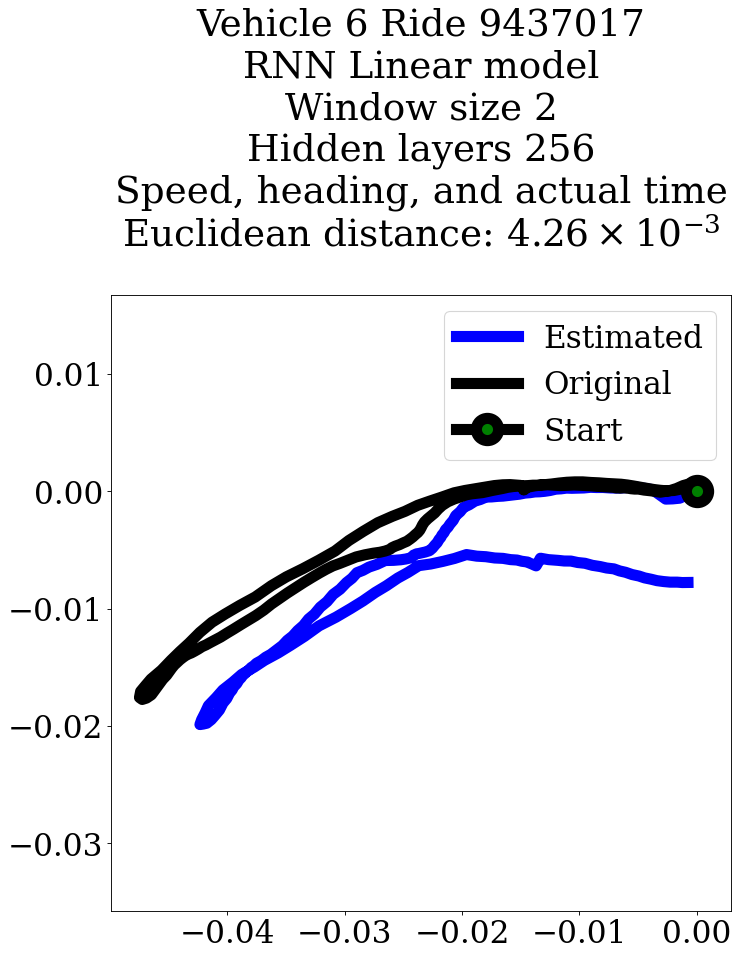 Vehicle 6 Ride 9437017
RNN Linear model
Window size 2
Hidden layers 256
Speed, heading, and actual time
Euclidean distance: 4.26 × 10⁻³
Estimated
Original
Start
0.01
0.00
−0.01
−0.02
−0.03
−0.04 −0.03 −0.02 −0.01 0.00